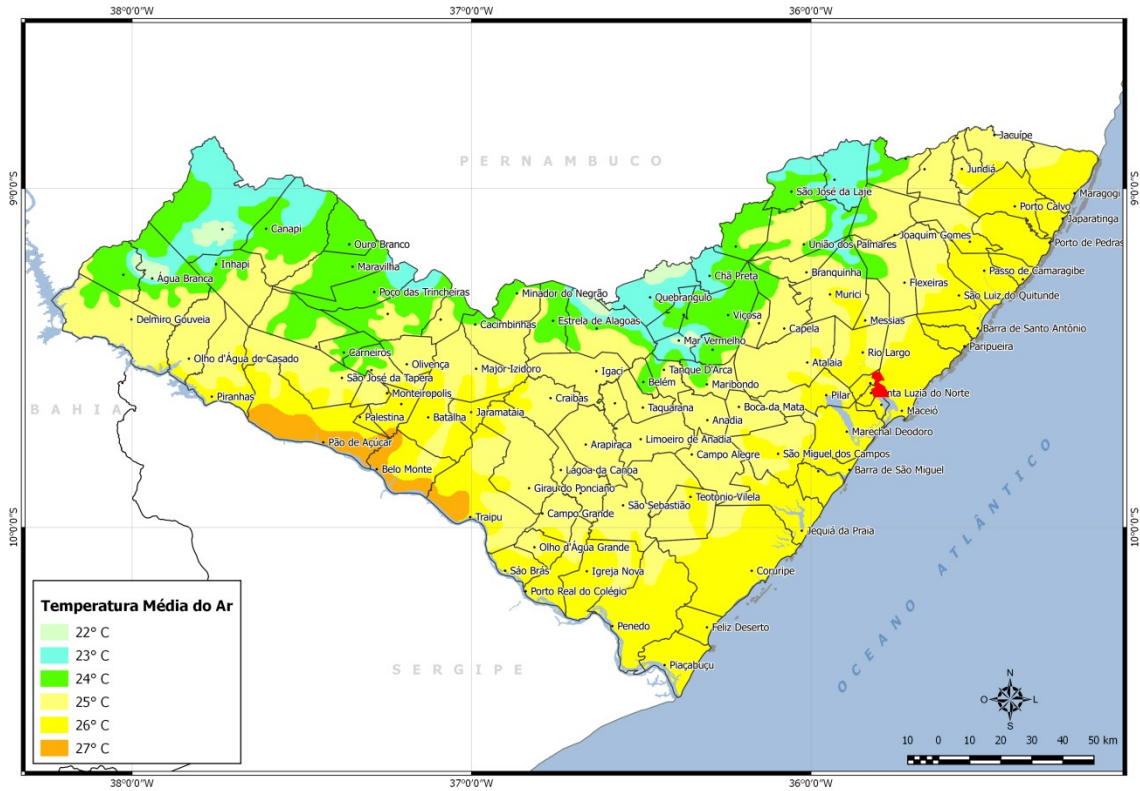 38°0'0"W
37°0'0"W
36°0'0"W
PERNAMBUCO
Jacuípe
Jundiá
9°0'0"S
São José da Laje
Maragogi
9°0'0"S
Porto Calvo
Japaratinga
Canapi
Ouro Branco
União dos Palmares
Joaquim Gomes
Porto de Pedras
Inhapi
Maravilha
Branquinha
Passo de Camaragibe
Água Branca
Chã Preta
Flexeiras
Poço das Trincheiras
Minador do Negrão
Quebrangulo
Murici
São Luiz do Quitunde
Delmiro Gouveia
Cacimbinhas
Estrela de Alagoas
Viçosa
Capela
Messias
Barra de Santo Antônio
Mar Vermelho
Paripueira
Olho d'Água do Casado
Carneiros
Olivença
Major Izidoro
Igaci
Tanque D'Arca
Atalaia
Rio Largo
São José da Tapera
Belém
Maribondo
BAHIA
Piranhas
Monteiropolis
Craibas
Taquarana
Boca da Mata
Pilar
Santa Luzia do Norte
Palestina
Batalha
Jaramataia
Anadia
Maceió
Pão de Açúcar
Arapiraca
Limoeiro de Anadia
Marechal Deodoro
Belo Monte
Lagoa da Canoa
Campo Alegre
São Miguel dos Campos
Barra de São Miguel
Girau do Ponciano
Teotônio Vilela
Traipu
Campo Grande
São Sebastião
10°0'0"S
Jequiá da Praia
10°0'0"S
Olho d'Água Grande
São Brás
Igreja Nova
Coruripe
Porto Real do Colégio
Penedo
Feliz Deserto
SERGIPE
Piaçabuçu
OCEANO ATLÂNTICO
Temperatura Média do Ar
22° C
23° C
24° C
25° C
26° C
27° C
N
O
L
S
10 0 10 20 30 40 50 km
38°0'0"W
37°0'0"W
36°0'0"W